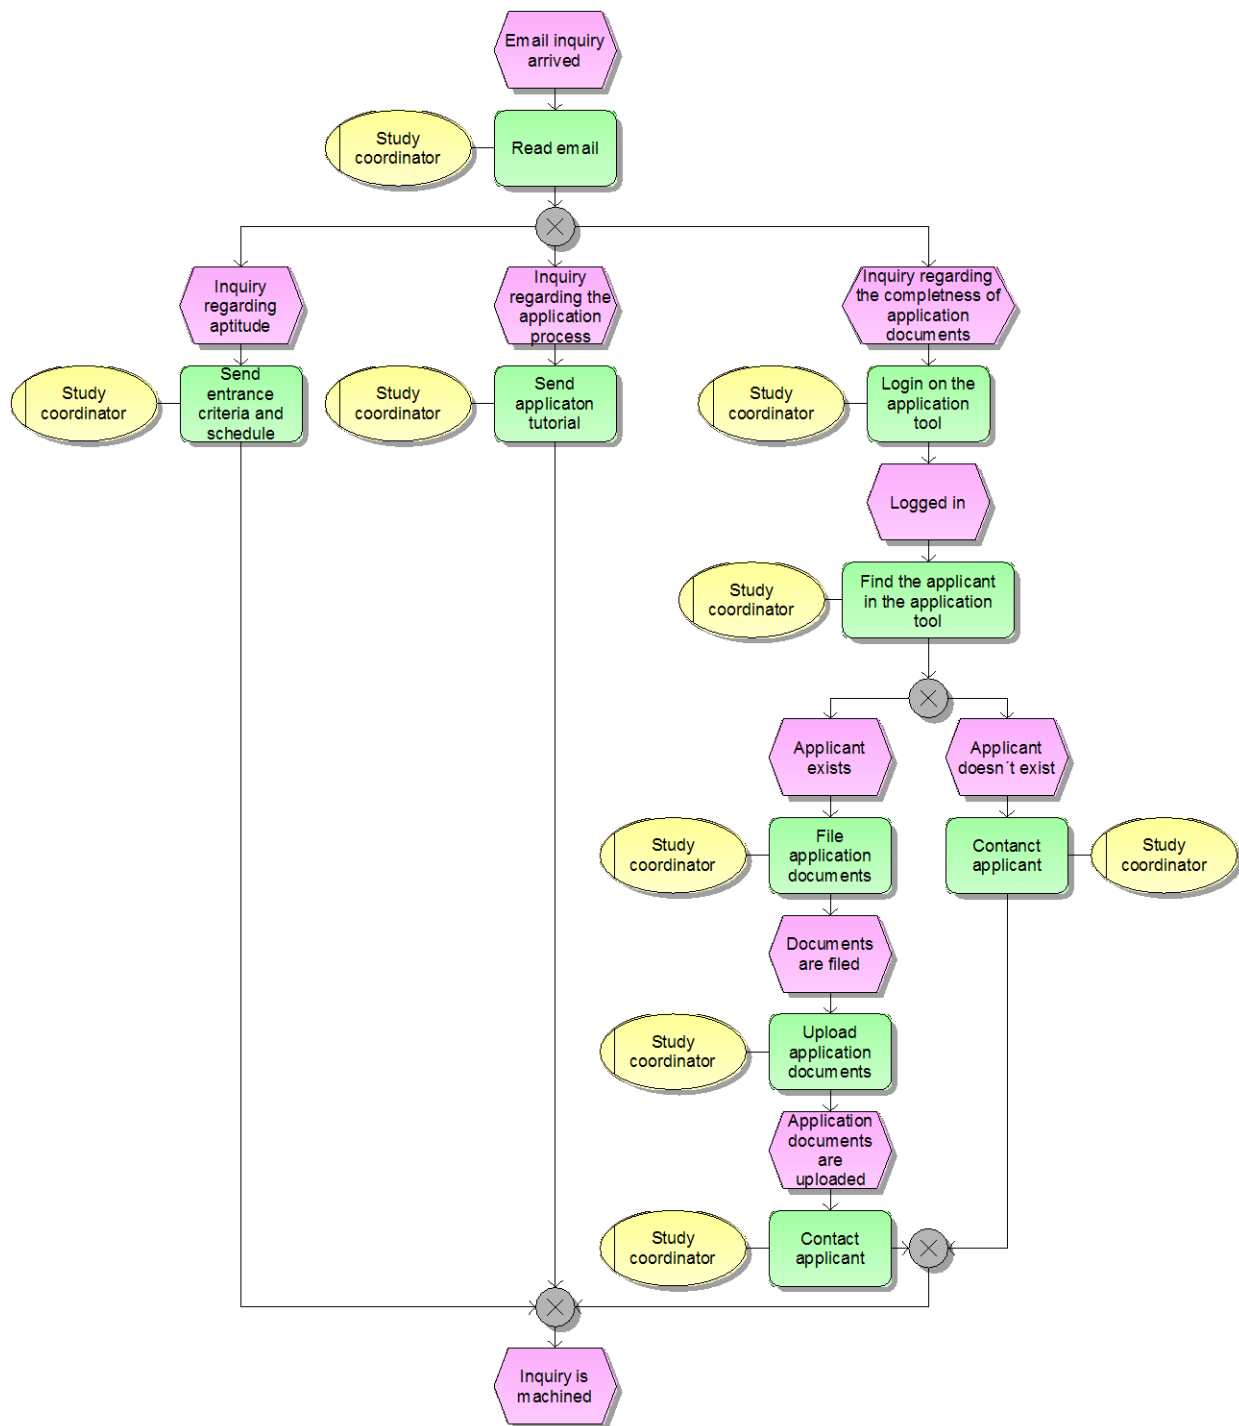 Email inquiry
arrived
Study
coordinator
Read email
Inquiry
regarding
aptitude
Inquiry
regarding the
application
process
Inquiry regarding
the completness of
application
documents
Study
coordinator
Send
entrance
criteria and
schedule
Study
coordinator
Send
applicaton
tutorial
Study
coordinator
Login on the
application
tool
Logged in
Study
coordinator
Find the applicant
in the application
tool
Applicant
exists
Applicant
doesn´t exist
Study
coordinator
File
application
documents
Contanct
applicant
Study
coordinator
Documents
are filed
Study
coordinator
Upload
application
documents
Application
documents
are
uploaded
Study
coordinator
Contact
applicant
Inquiry is
machined